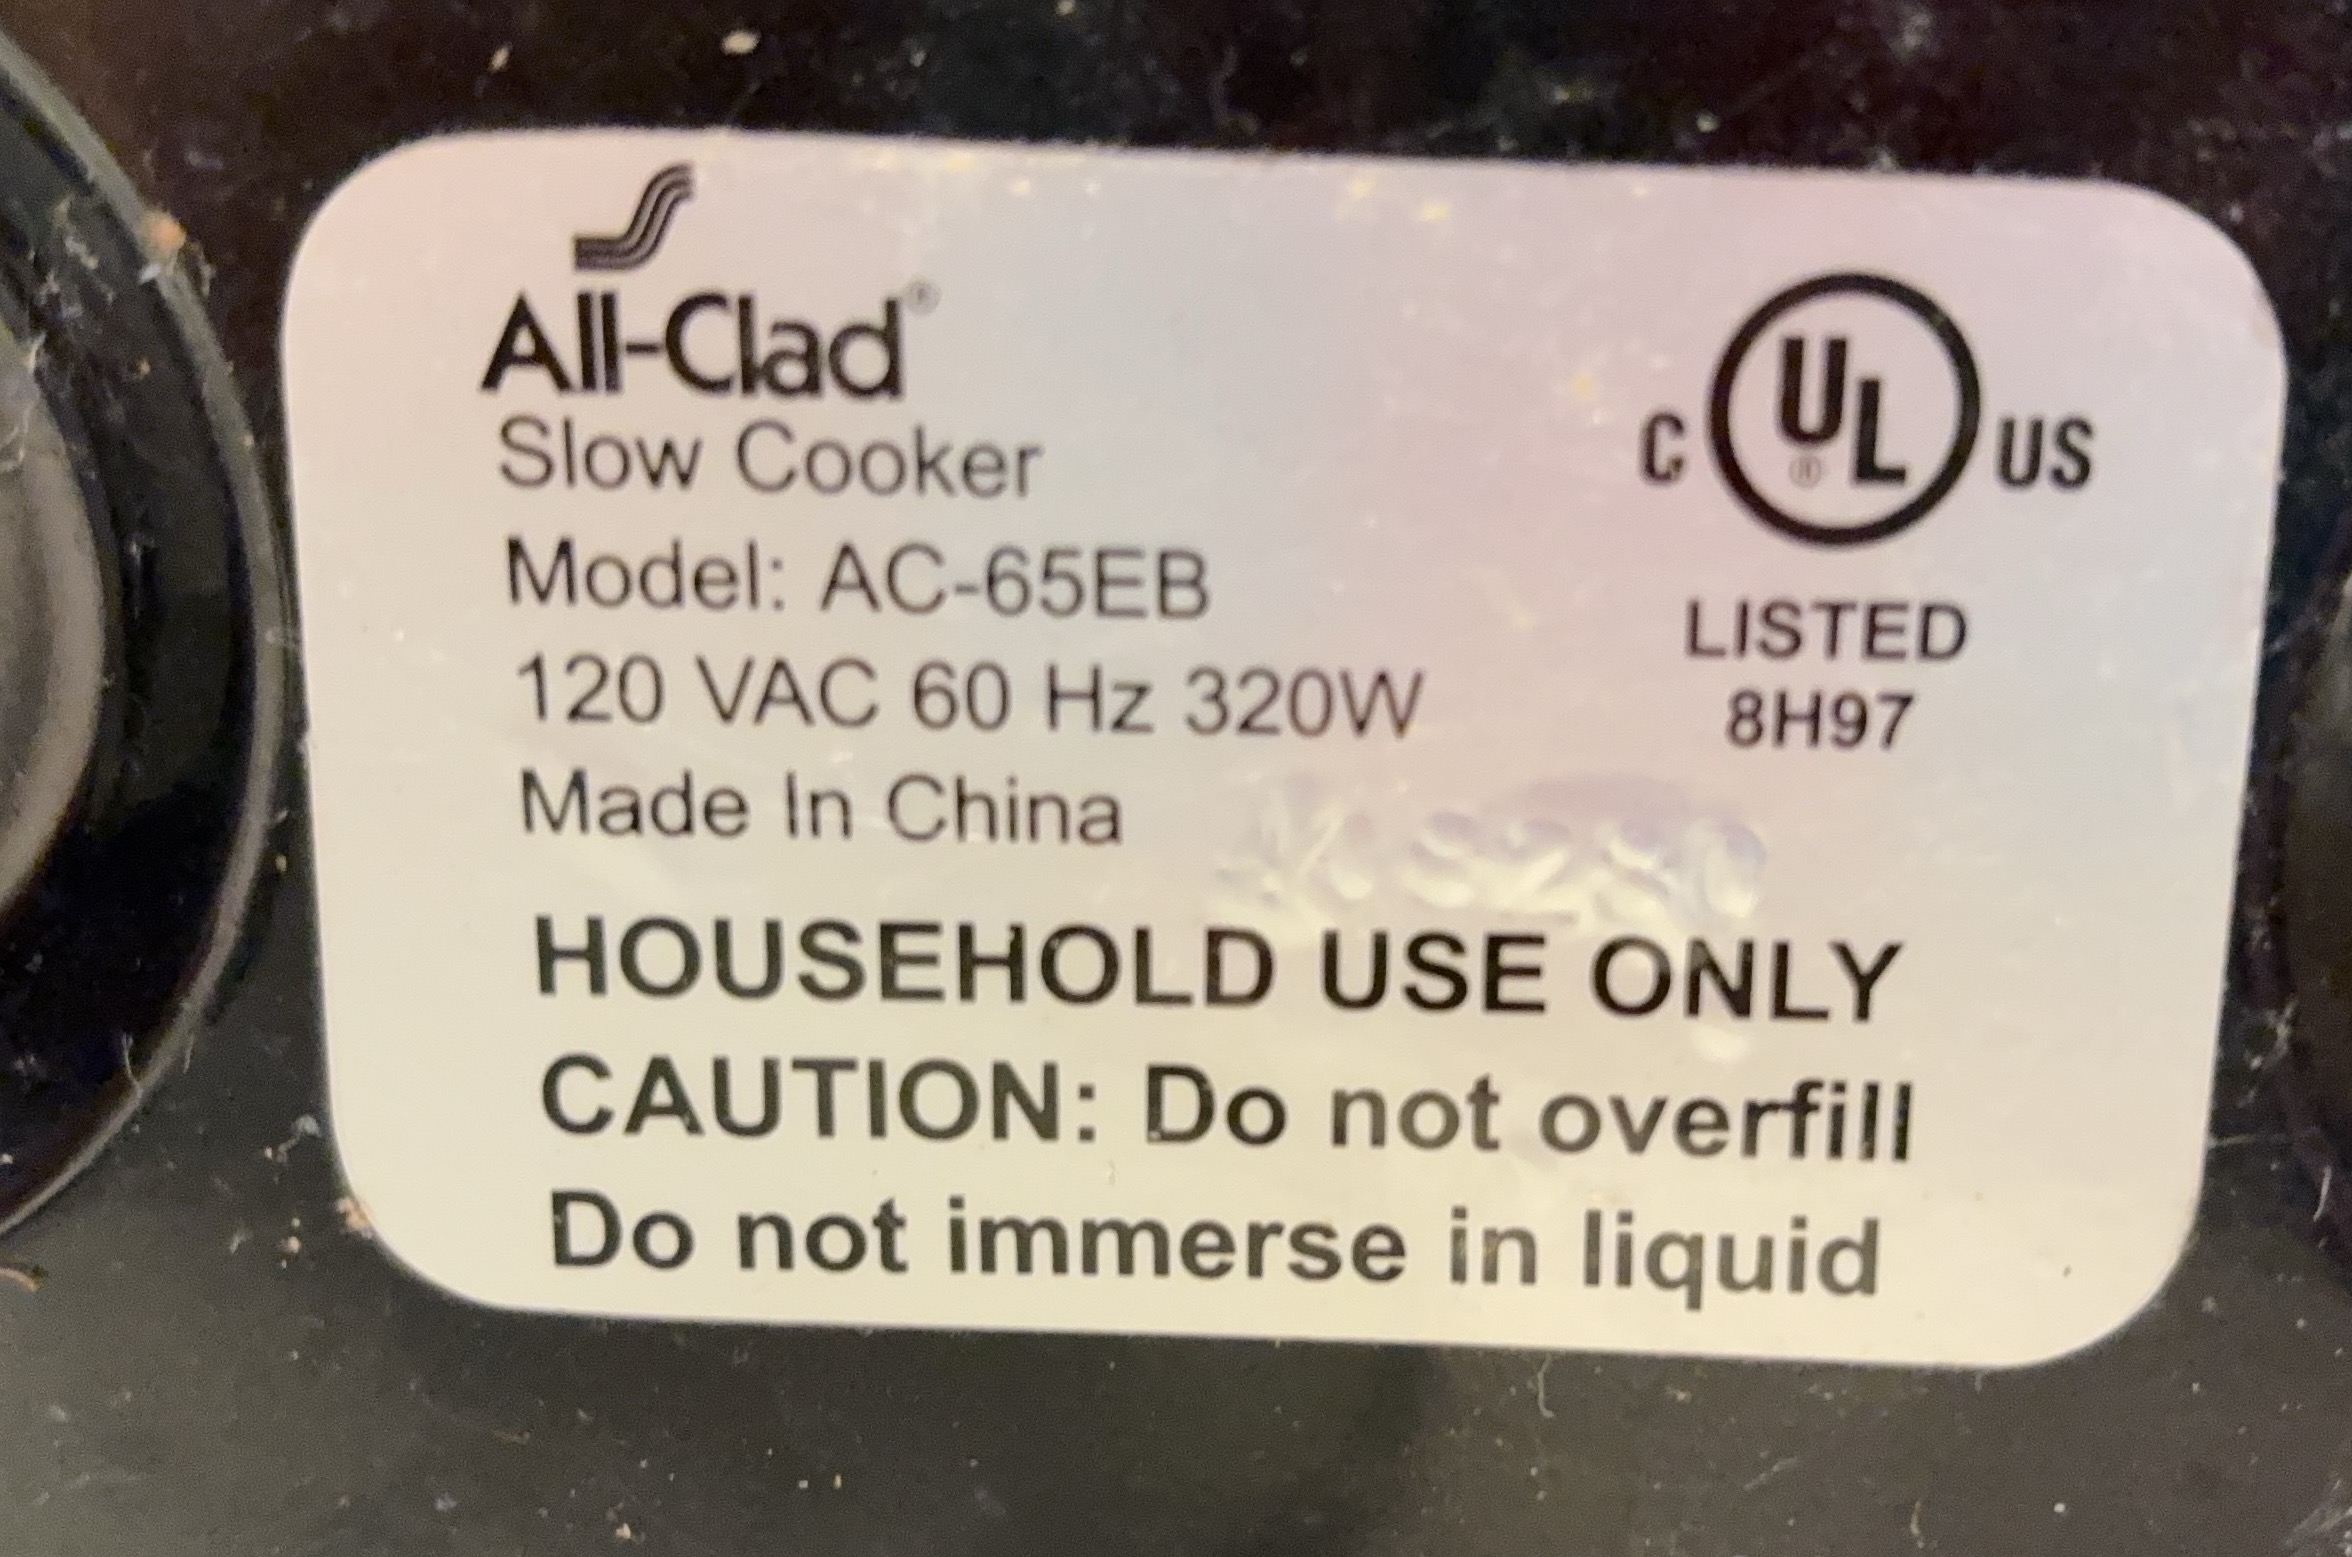 All-Clad®
Slow Cooker
Model: AC-65EB
120 VAC 60 Hz 320W
Made In China
C UL® US
LISTED
8H97
HOUSEHOLD USE ONLY
CAUTION: Do not overfill
Do not immerse in liquid